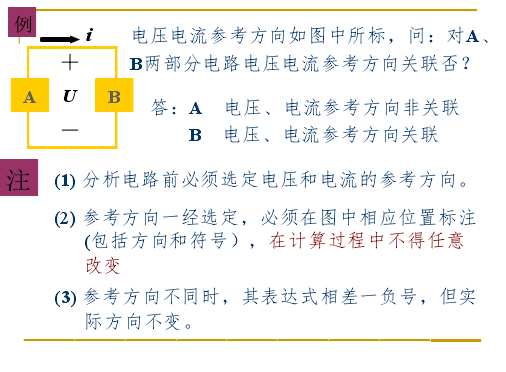 例
i
电压电流参考方向如图中所标，问：对A、
B两部分电路电压电流参考方向关联否？
+
A U B
－
答：A 电压、电流参考方向非关联
B 电压、电流参考方向关联
注
(1) 分析电路前必须选定电压和电流的参考方向。
(2) 参考方向一经选定，必须在图中相应位置标注
(包括方向和符号），在计算过程中不得任意
改变
(3) 参考方向不同时，其表达式相差一负号，但实
际方向不变。